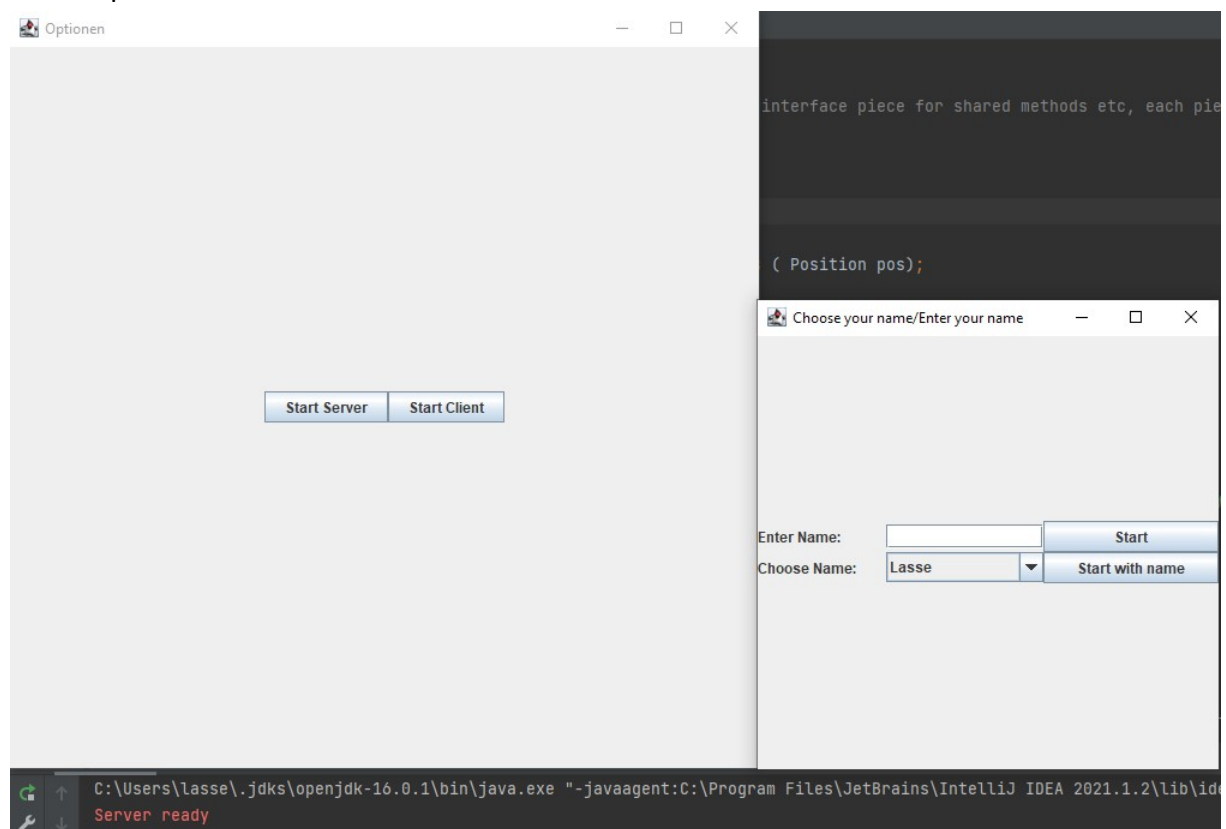 Optionen
interface piece for shared methods etc, each pie
( Position pos);
Choose your name/Enter your name
Start Server Start Client
Enter Name: Start
Choose Name: Lasse Start with name
C:\Users\lasse\.jdks\openjdk-16.0.1\bin\java.exe "-javaagent:C:\Program Files\JetBrains\IntelliJ IDEA 2021.1.2\lib\ide
Server ready